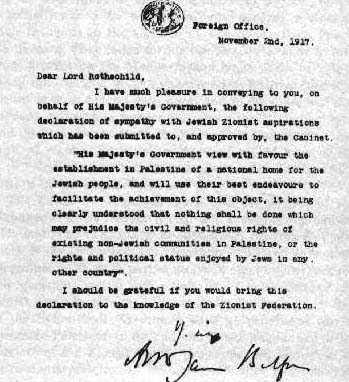 Foreign Office,
November 2nd, 1917.
Dear Lord Rothschild,
I have much pleasure in conveying to you, on
behalf of His Majesty's Government, the following
declaration of sympathy with Jewish Zionist aspirations
which has been submitted to, and approved by, the Cabinet.
"His Majesty's Government view with favour the
establishment in Palestine of a national home for the
Jewish people, and will use their best endeavours to
facilitate the achievement of this object, it being
clearly understood that nothing shall be done which
may prejudice the civil and religious rights of
existing non-Jewish communities in Palestine, or the
rights and political status enjoyed by Jews in any
other country".
I should be grateful if you would bring this
declaration to the knowledge of the Zionist Federation.